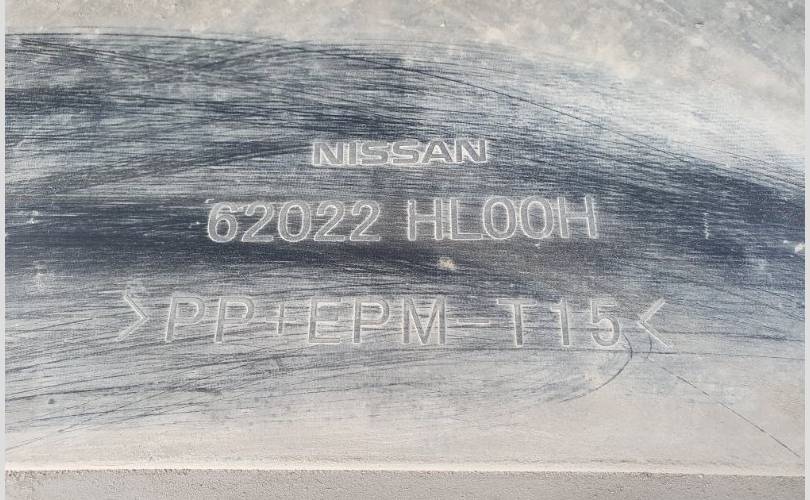 NISSAN
62022 HL00H
>PP+EPM-T15<